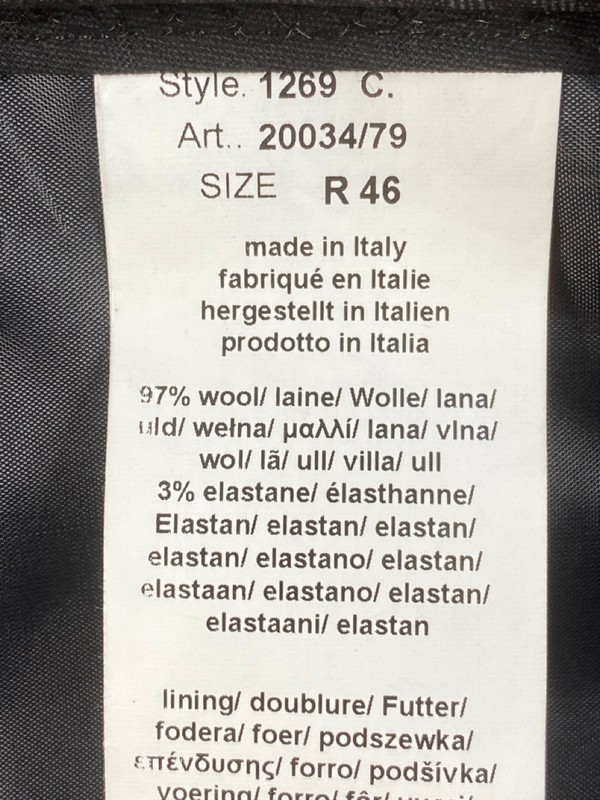 Style. 1269 C.
Art.. 20034/79
SIZE R 46
made in Italy
fabriqué en Italie
hergestellt in Italien
prodotto in Italia
97% wool/ laine/ Wolle/ lana/
uld/ wełna/ μαλλί/ lana/ vlna/
wol/ lã/ ull/ villa/ ull
3% elastane/ élasthanne/
Elastan/ elastan/ elastan/
elastan/ elastano/ elastan/
elastaan/ elastano/ elastan/
elastaani/ elastan
lining/ doublure/ Futter/
fodera/ foer/ podszewka/
επένδυσης/ forro/ podšívka/
voering/ forro/ fôr/